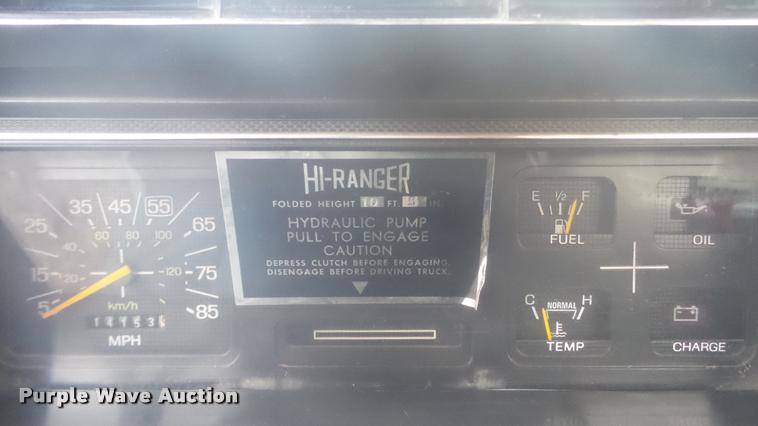 HI-RANGER
FOLDED HEIGHT 10 FT IN.
HYDRAULIC PUMP
PULL TO ENGAGE
CAUTION
DEPRESS CLUTCH BEFORE ENGAGING.
DISENGAGE BEFORE DRIVING TRUCK.
5 15 25 35 45 55 65 75 85
20 40 60 80 100 120
km/h
14153
MPH
E 1/2 F
FUEL
OIL
C NORMAL H
TEMP
CHARGE
Purple Wave Auction